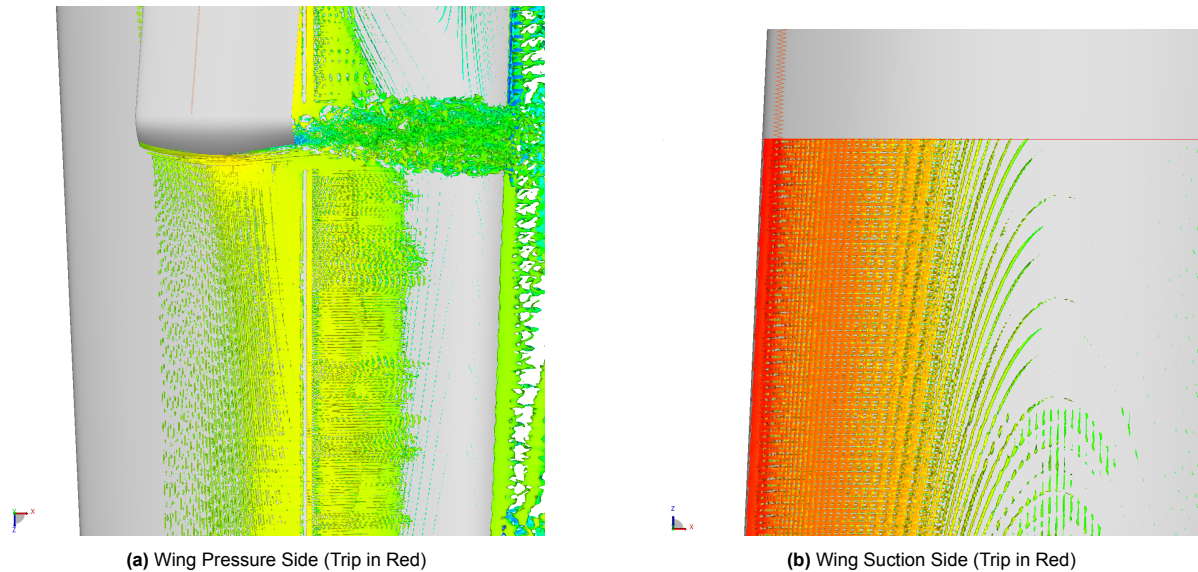 x
z
z
x
(a) Wing Pressure Side (Trip in Red)
(b) Wing Suction Side (Trip in Red)